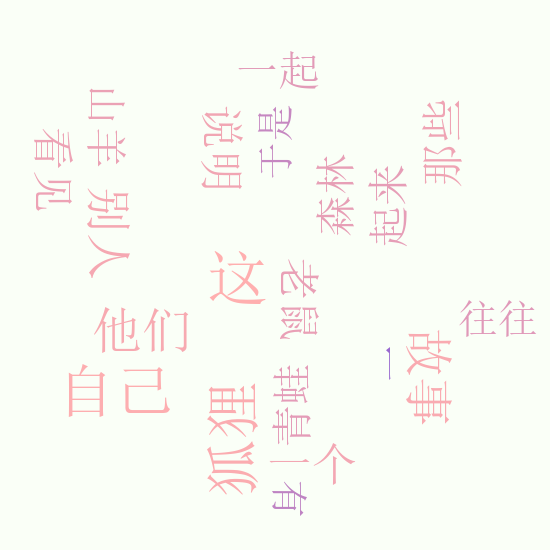 一起
山羊
说明
于是
那些
看见
森林
起来
别人
这
老鼠
他们
往往
故事
一
自己
狐狸
青蛙
一个
有